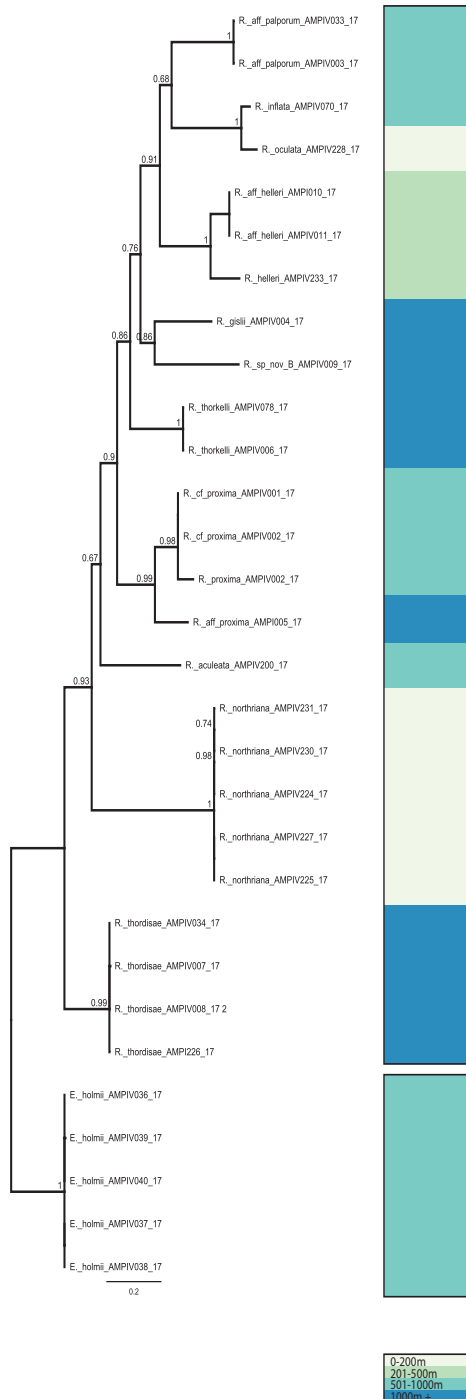 R._aff_palporum_AMPIV033_17
1
R._aff_palporum_AMPIV003_17
0.68
R._inflata_AMPIV070_17
1
R._oculata_AMPIV228_17
0.91
R._aff_helleri_AMPI010_17
R._aff_helleri_AMPIV011_17
1
0.76
R._helleri_AMPIV233_17
R._gislii_AMPIV004_17
0.86
0.86
R._sp_nov_B_AMPIV009_17
R._thorkelli_AMPIV078_17
1
R._thorkelli_AMPIV006_17
0.9
R._cf_proxima_AMPIV001_17
R._cf_proxima_AMPIV002_17
0.98
0.67
R._proxima_AMPIV002_17
0.99
R._aff_proxima_AMPI005_17
R._aculeata_AMPIV200_17
0.93
R._northriana_AMPIV231_17
0.74
R._northriana_AMPIV230_17
0.98
R._northriana_AMPIV224_17
1
R._northriana_AMPIV227_17
R._northriana_AMPIV225_17
R._thordisae_AMPIV034_17
R._thordisae_AMPIV007_17
0.99
R._thordisae_AMPIV008_17 2
R._thordisae_AMPI226_17
E._holmii_AMPIV036_17
E._holmii_AMPIV039_17
E._holmii_AMPIV040_17
1
E._holmii_AMPIV037_17
E._holmii_AMPIV038_17
0.2
0-200m
201-500m
501-1000m
1000m +